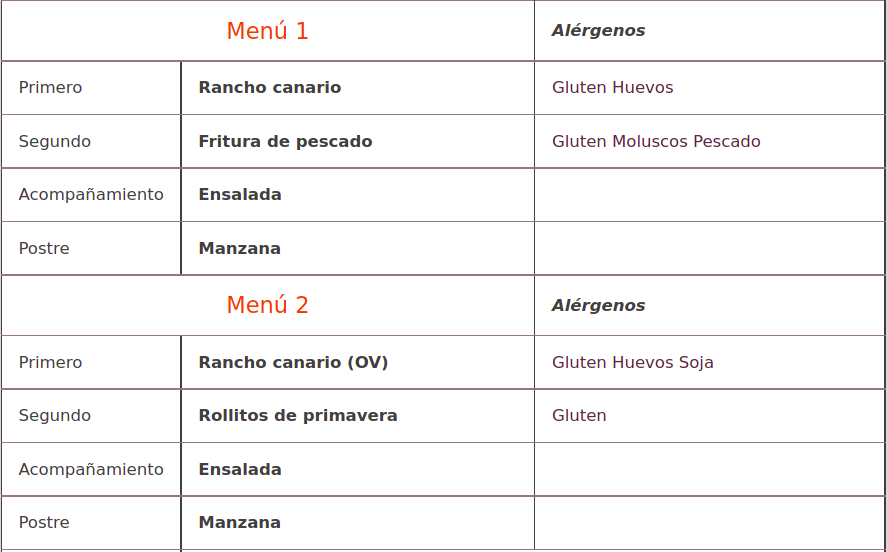 Menú 1 Alérgenos
Primero Rancho canario Gluten Huevos
Segundo Fritura de pescado Gluten Moluscos Pescado
Acompañamiento Ensalada
Postre Manzana
Menú 2 Alérgenos
Primero Rancho canario (OV) Gluten Huevos Soja
Segundo Rollitos de primavera Gluten
Acompañamiento Ensalada
Postre Manzana